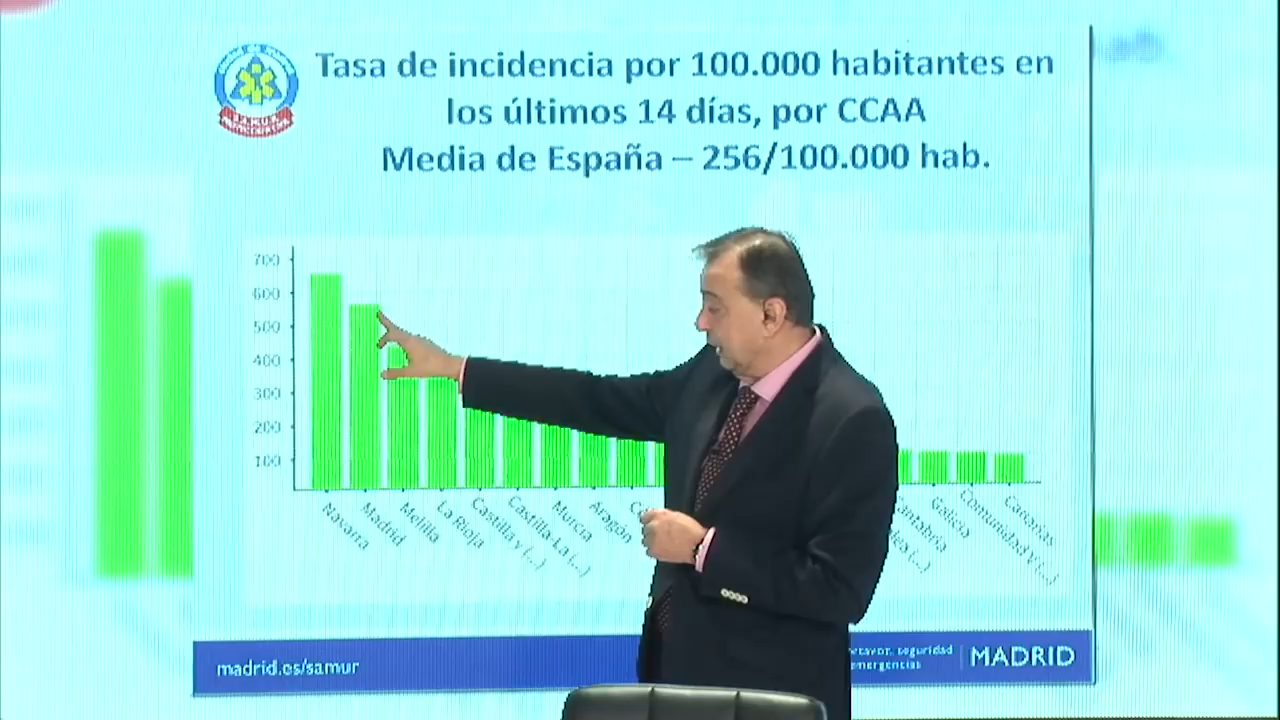 Tasa de incidencia por 100.000 habitantes en
los últimos 14 días, por CCAA
Media de España – 256/100.000 hab.
700
600
500
400
300
200
100
Navarra
Madrid
Melilla
La Rioja
Castilla y (...)
Castilla-La (...)
Murcia
Aragón
Cantabria
Galicia
Comunidad V (...)
Canarias
madrid.es/samur
seguridad
emergencias
MADRID